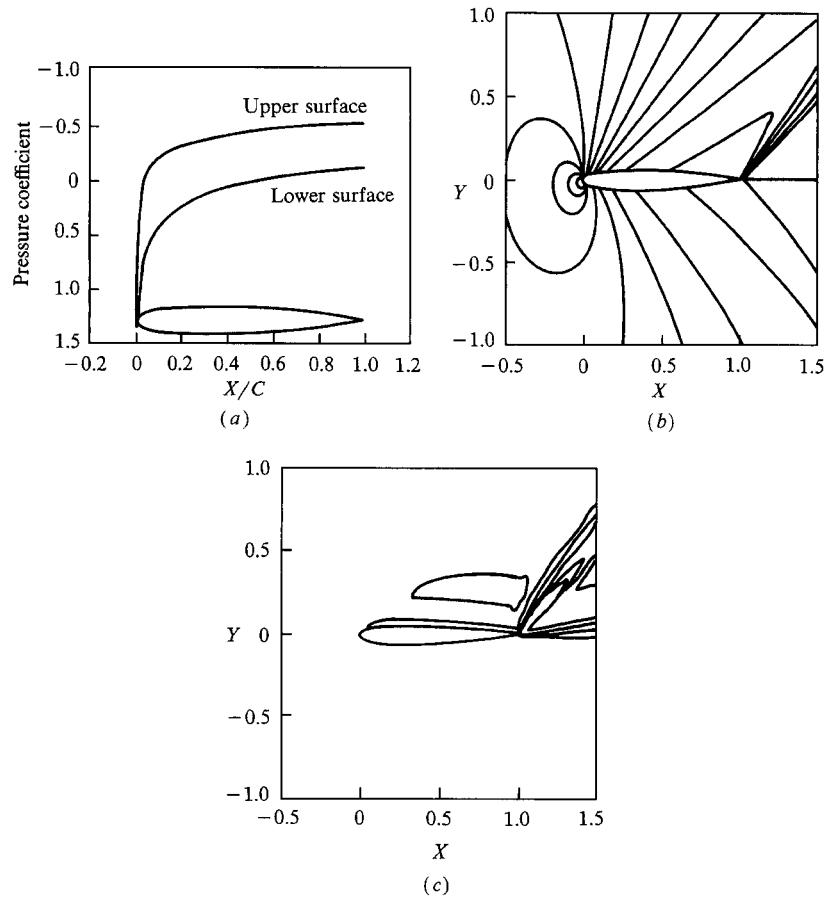 −1.0
−0.5
0
0.5
1.0
1.5
Pressure coefficient
Upper surface
Lower surface
−0.2 0 0.2 0.4 0.6 0.8 1.0 1.2
X/C
(a)
1.0
0.5
0
Y
−0.5
−1.0
−0.5 0 0.5 1.0 1.5
X
(b)
1.0
0.5
Y 0
−0.5
−1.0
−0.5 0 0.5 1.0 1.5
X
(c)